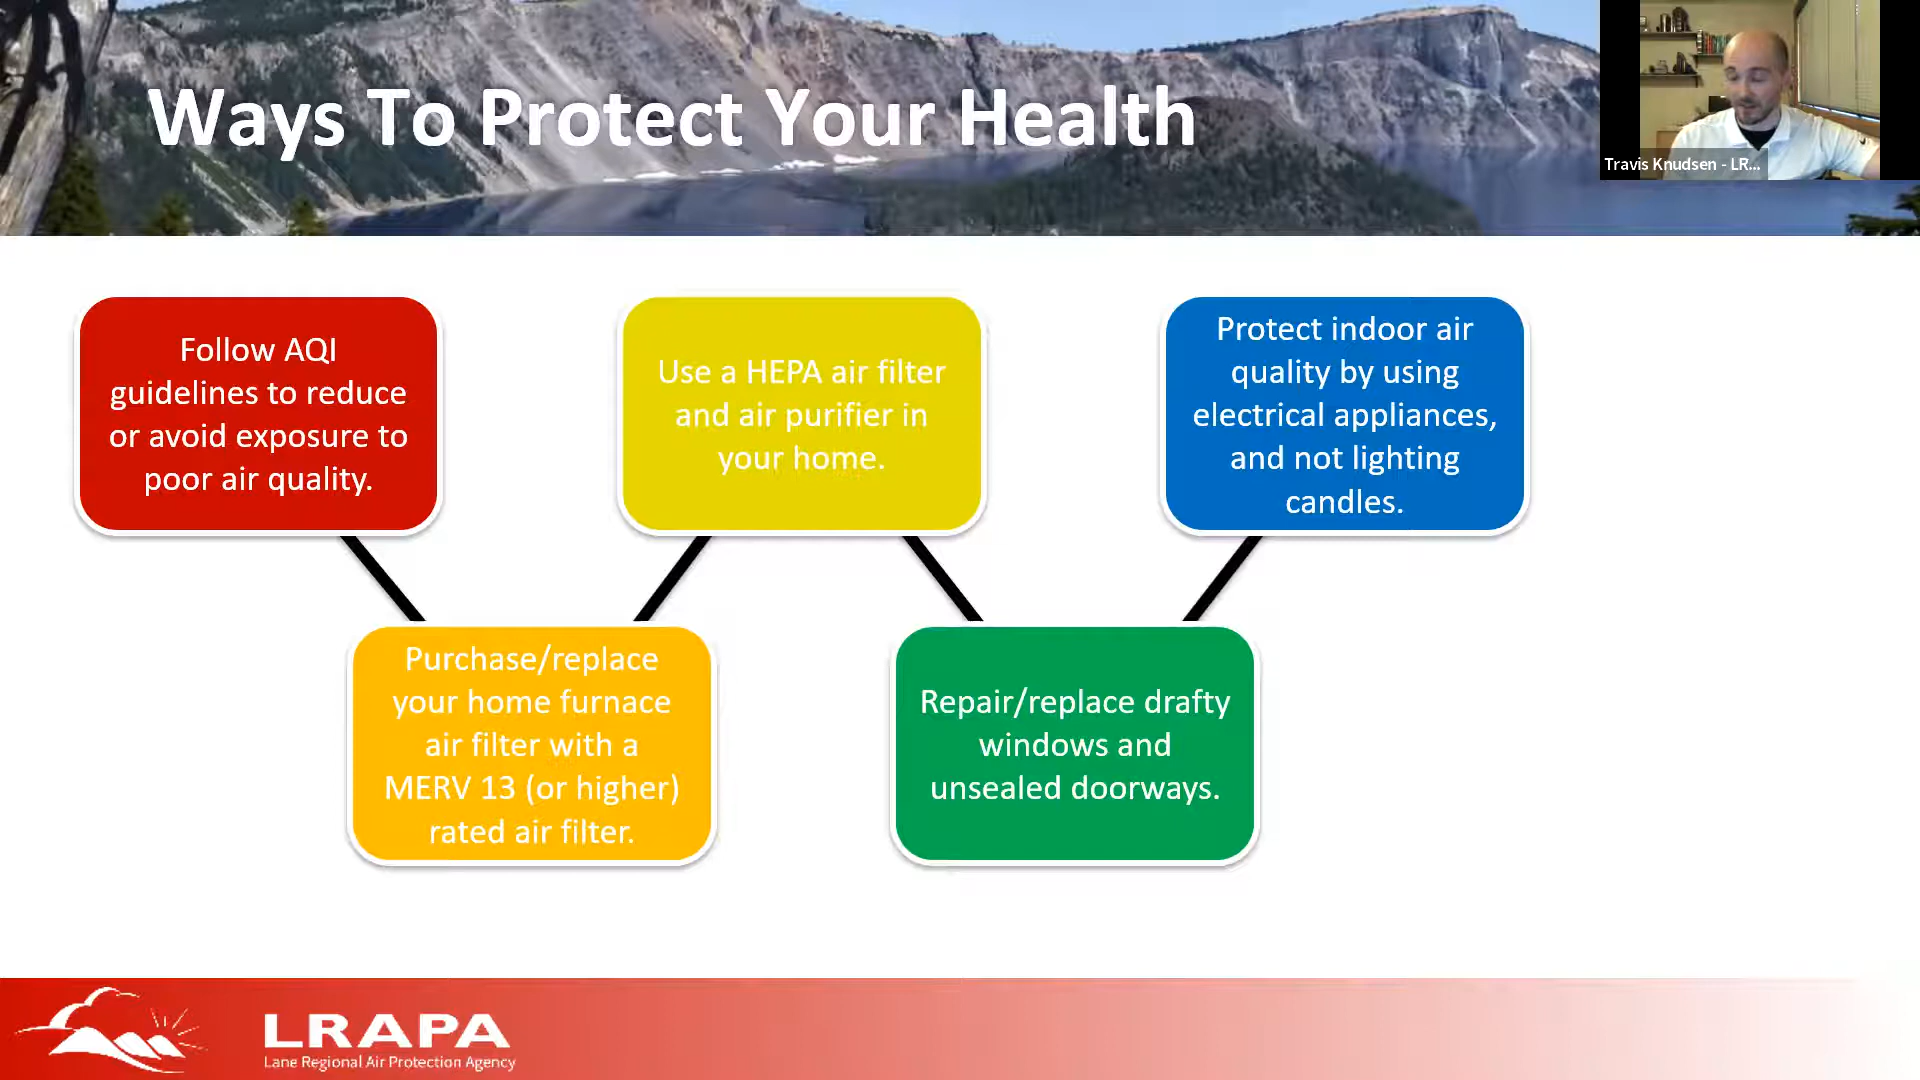 Ways To Protect Your Health
Travis Knudsen - LR...
Follow AQI
guidelines to reduce
or avoid exposure to
poor air quality.
Purchase/replace
your home furnace
air filter with a
MERV 13 (or higher)
rated air filter.
Use a HEPA air filter
and air purifier in
your home.
Repair/replace drafty
windows and
unsealed doorways.
Protect indoor air
quality by using
electrical appliances,
and not lighting
candles.
LRAPA
Lane Regional Air Protection Agency